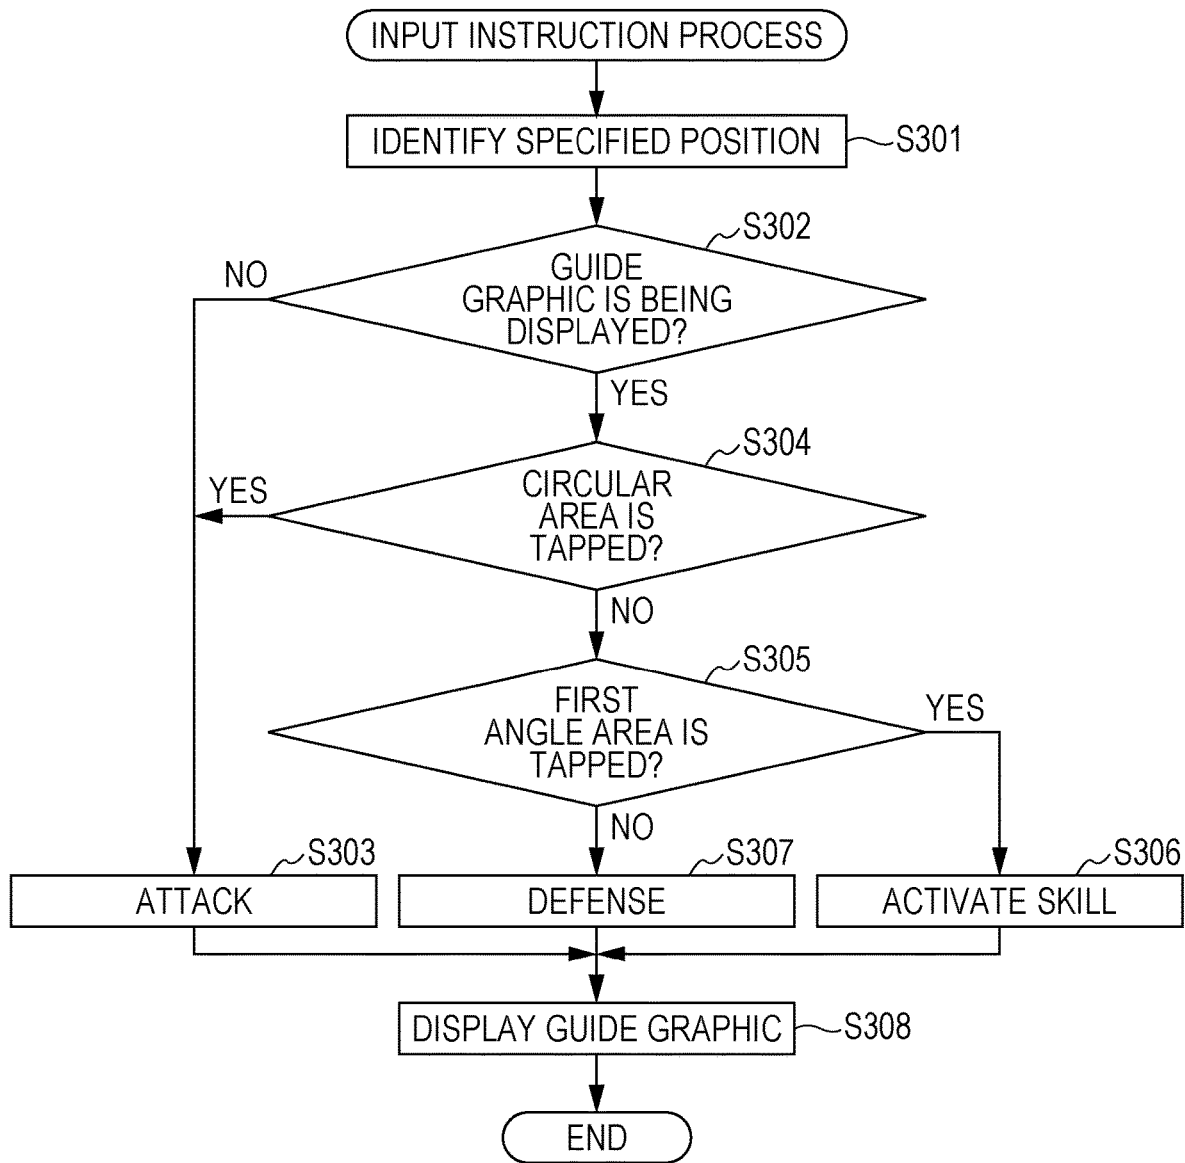 INPUT INSTRUCTION PROCESS
IDENTIFY SPECIFIED POSITION
S301
S302
NO
GUIDE
GRAPHIC IS BEING
DISPLAYED?
YES
S304
YES
CIRCULAR
AREA IS
TAPPED?
NO
S305
FIRST
ANGLE AREA IS
TAPPED?
YES
NO
S303
S307
S306
ATTACK
DEFENSE
ACTIVATE SKILL
DISPLAY GUIDE GRAPHIC
S308
END